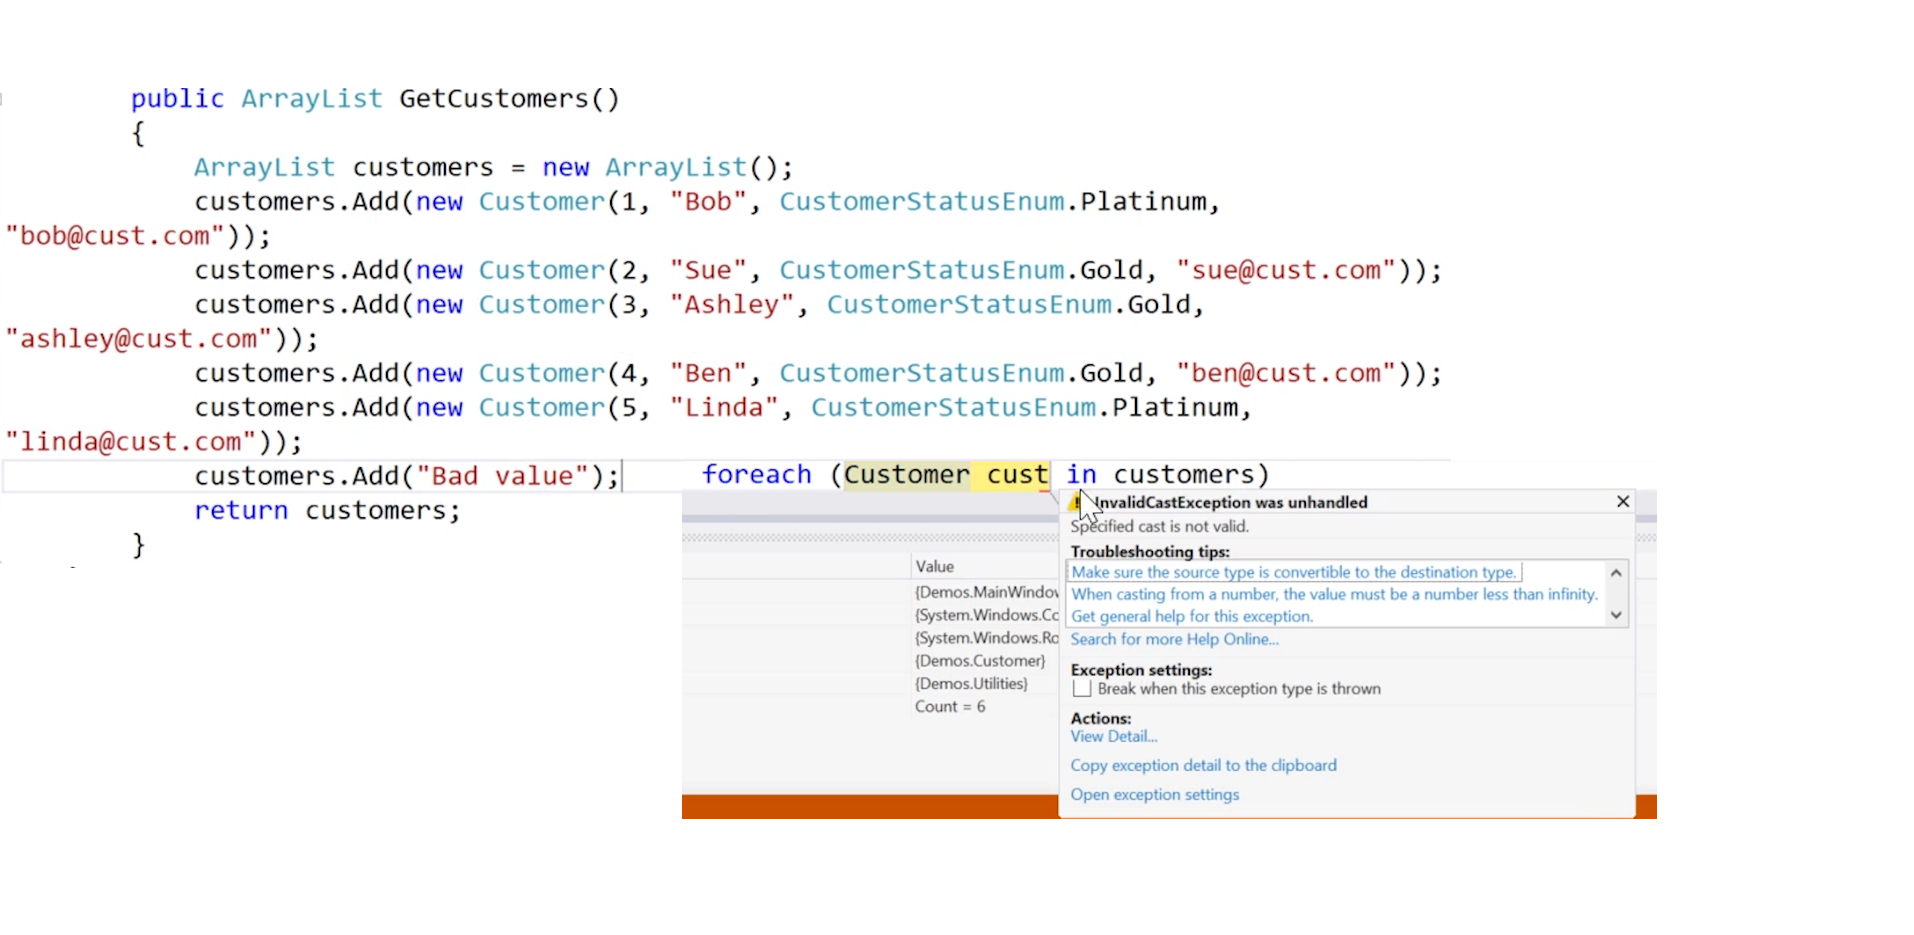 public ArrayList GetCustomers()
{
ArrayList customers = new ArrayList();
customers.Add(new Customer(1, "Bob", CustomerStatusEnum.Platinum,
"bob@cust.com"));
customers.Add(new Customer(2, "Sue", CustomerStatusEnum.Gold, "sue@cust.com"));
customers.Add(new Customer(3, "Ashley", CustomerStatusEnum.Gold,
"ashley@cust.com"));
customers.Add(new Customer(4, "Ben", CustomerStatusEnum.Gold, "ben@cust.com"));
customers.Add(new Customer(5, "Linda", CustomerStatusEnum.Platinum,
"linda@cust.com"));
customers.Add("Bad value");
return customers;
}
foreach (Customer cust in customers)
InvalidCastException was unhandled
Specified cast is not valid.
Troubleshooting tips:
Make sure the source type is convertible to the destination type.
When casting from a number, the value must be a number less than infinity.
Get general help for this exception.
Search for more Help Online...
Exception settings:
Break when this exception type is thrown
Actions:
View Detail...
Copy exception detail to the clipboard
Open exception settings
Value
{Demos.MainWindow
{System.Windows.Co
{System.Windows.Ro
{Demos.Customer}
{Demos.Utilities}
Count = 6